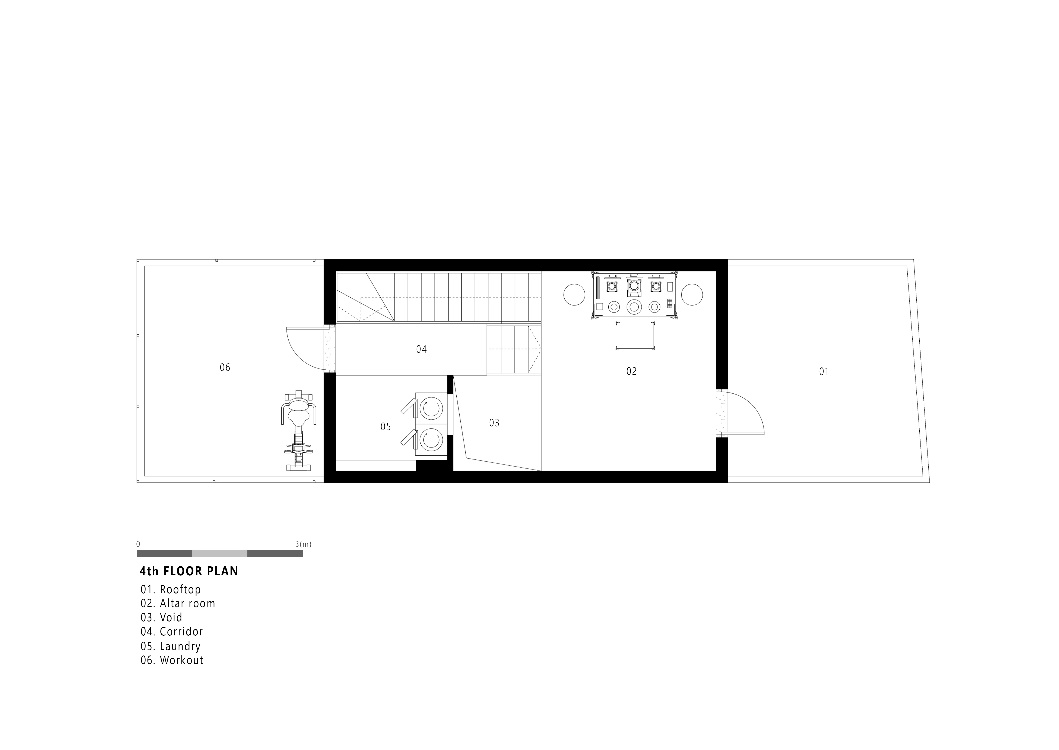 04
06
02
01
05
03
0 3(m)
4th FLOOR PLAN
01. Rooftop
02. Altar room
03. Void
04. Corridor
05. Laundry
06. Workout